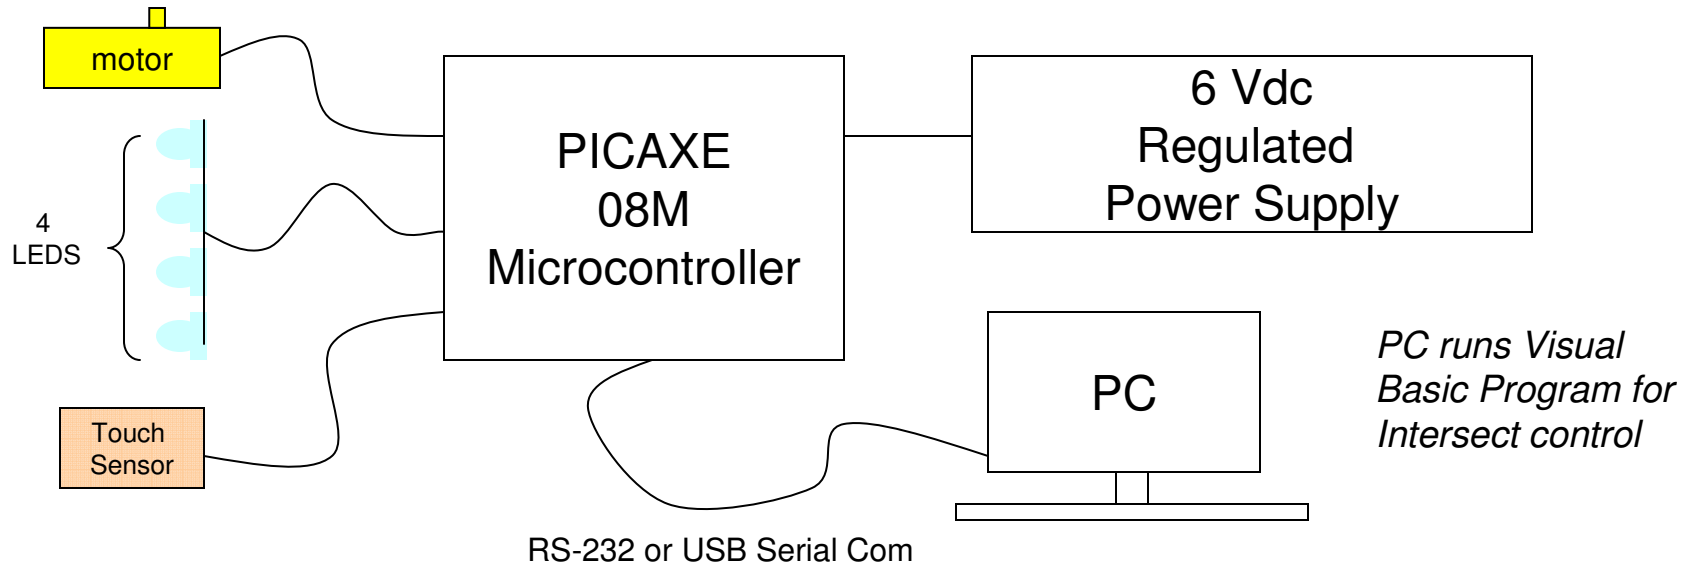 motor
4
LEDS
Touch
Sensor
PICAXE
08M
Microcontroller
6 Vdc
Regulated
Power Supply
PC
PC runs Visual
Basic Program for
Intersect control
RS-232 or USB Serial Com